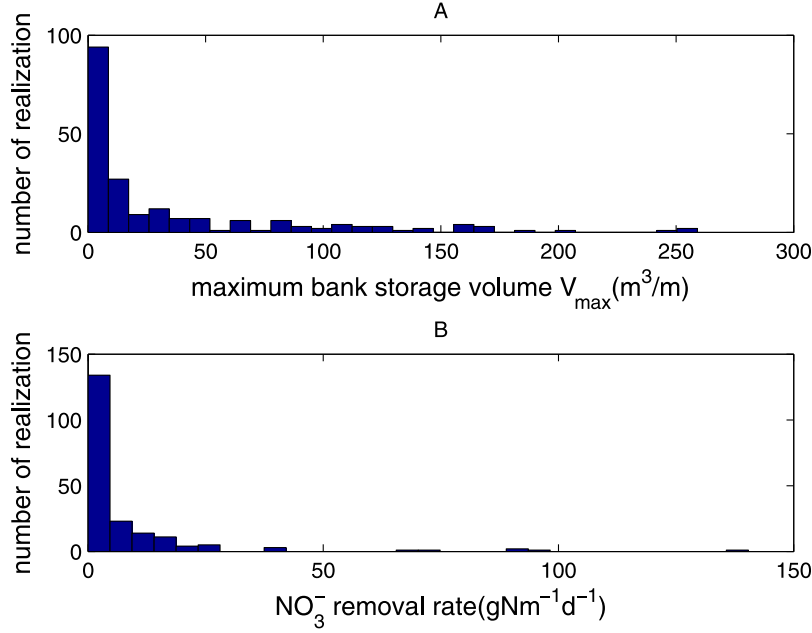 A
number of realization
100
50
0
0 50 100 150 200 250 300
maximum bank storage volume V_max(m^3/m)
B
number of realization
150
100
50
0
0 50 100 150
NO_3^- removal rate(gNm^-1d^-1)